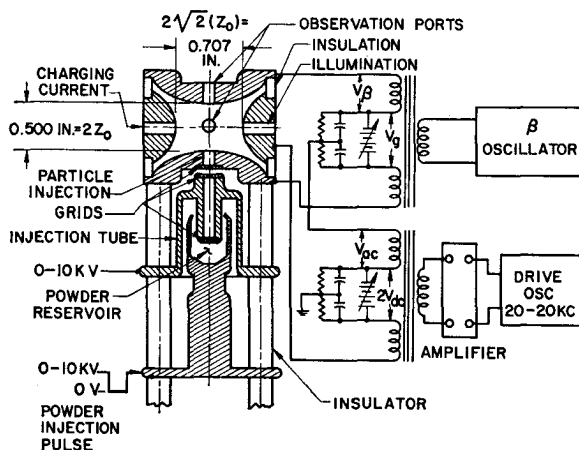 2√2 (Z₀)=
0.707
IN.
OBSERVATION PORTS
INSULATION
ILLUMINATION
CHARGING
CURRENT
0.500 IN.=2Z₀
PARTICLE
INJECTION
GRIDS
INJECTION TUBE
0-10KV
POWDER
RESERVOIR
0-10KV
0V
POWDER
INJECTION
PULSE
INSULATOR
Vβ
Vg
β
OSCILLATOR
Vac
2Vdc
AMPLIFIER
DRIVE
OSC
20-20KC